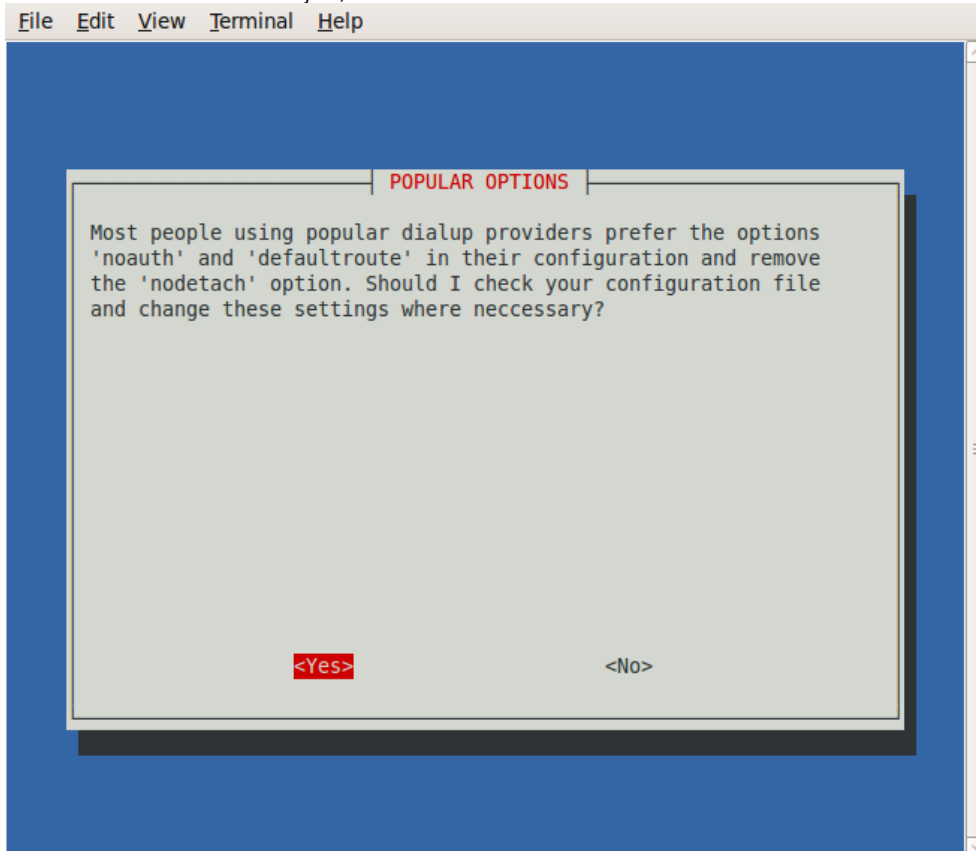 File Edit View Terminal Help
POPULAR OPTIONS
Most people using popular dialup providers prefer the options
'noauth' and 'defaultroute' in their configuration and remove
the 'nodetach' option. Should I check your configuration file
and change these settings where neccessary?
<Yes> <No>